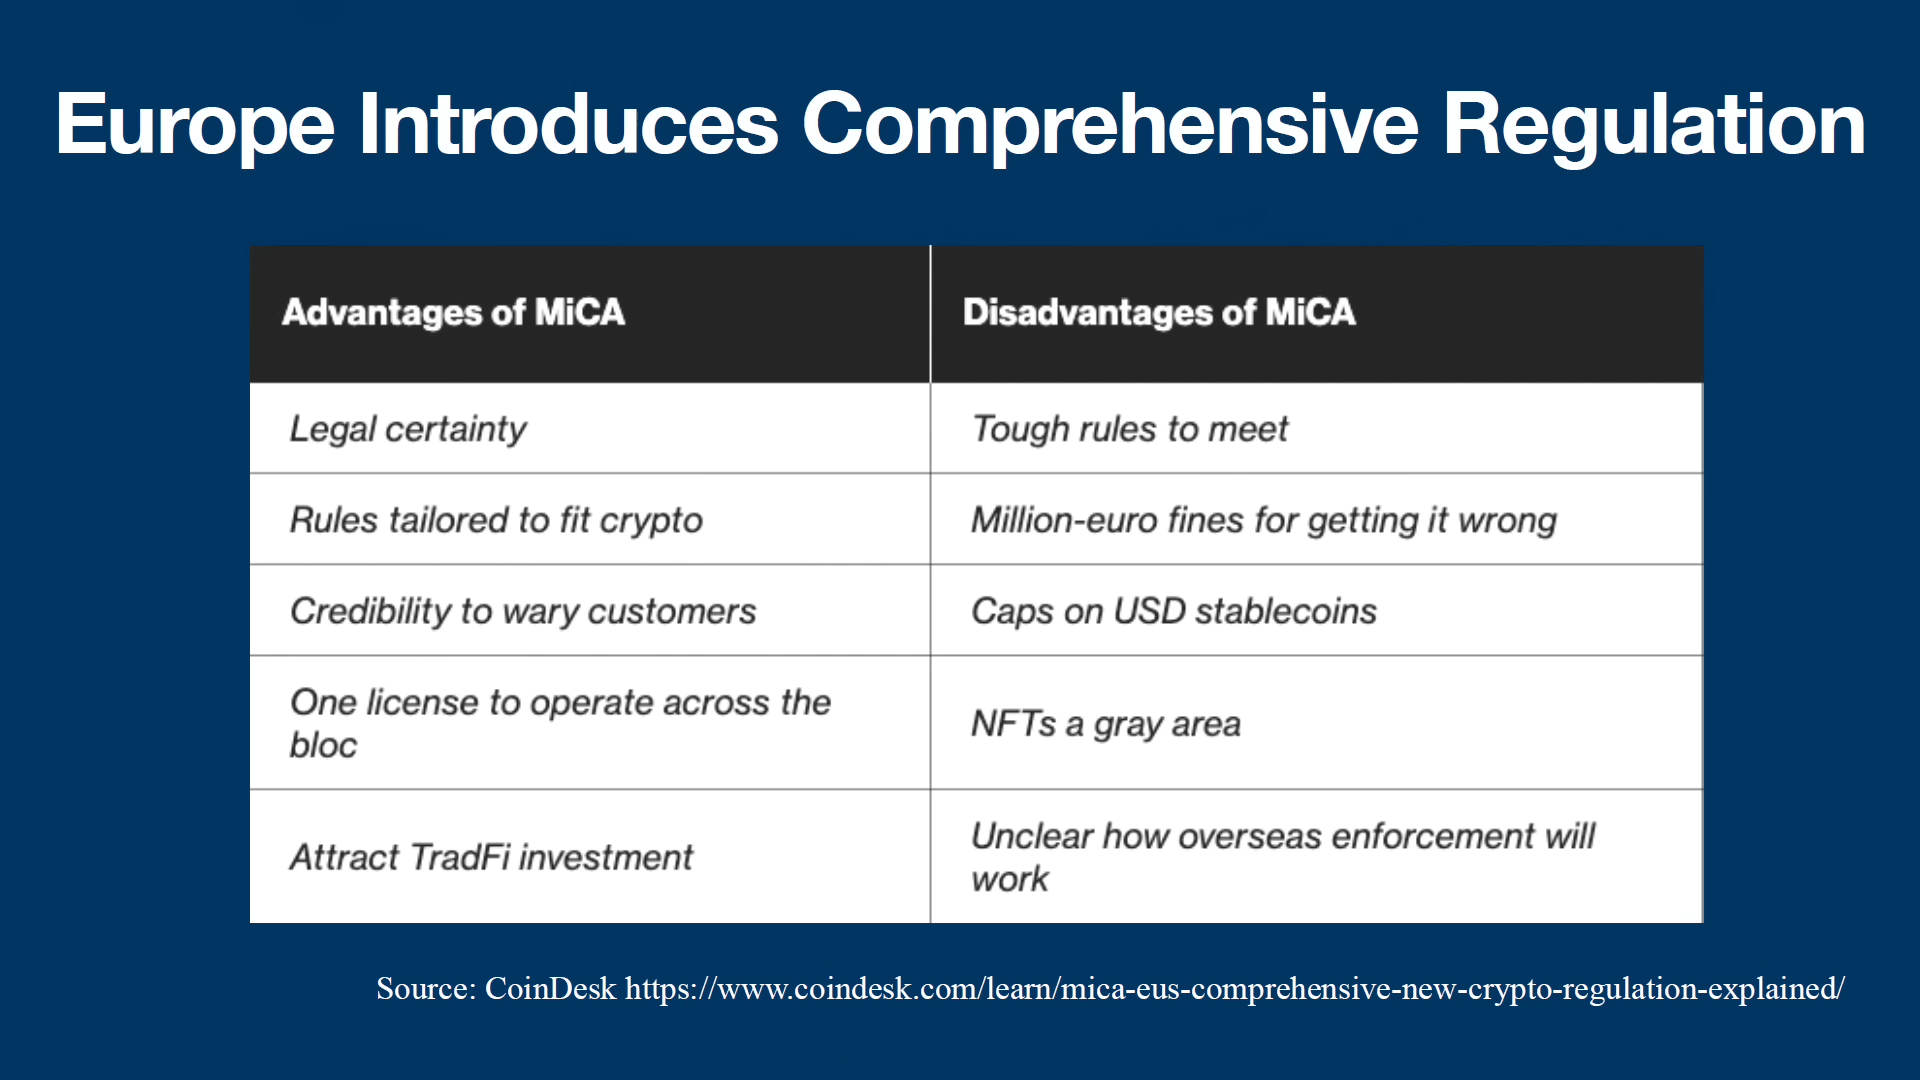 Europe Introduces Comprehensive Regulation
Advantages of MiCA
Disadvantages of MiCA
Legal certainty
Tough rules to meet
Rules tailored to fit crypto
Million-euro fines for getting it wrong
Credibility to wary customers
Caps on USD stablecoins
One license to operate across the
bloc
NFTs a gray area
Attract TradFi investment
Unclear how overseas enforcement will
work
Source: CoinDesk https://www.coindesk.com/learn/mica-eus-comprehensive-new-crypto-regulation-explained/